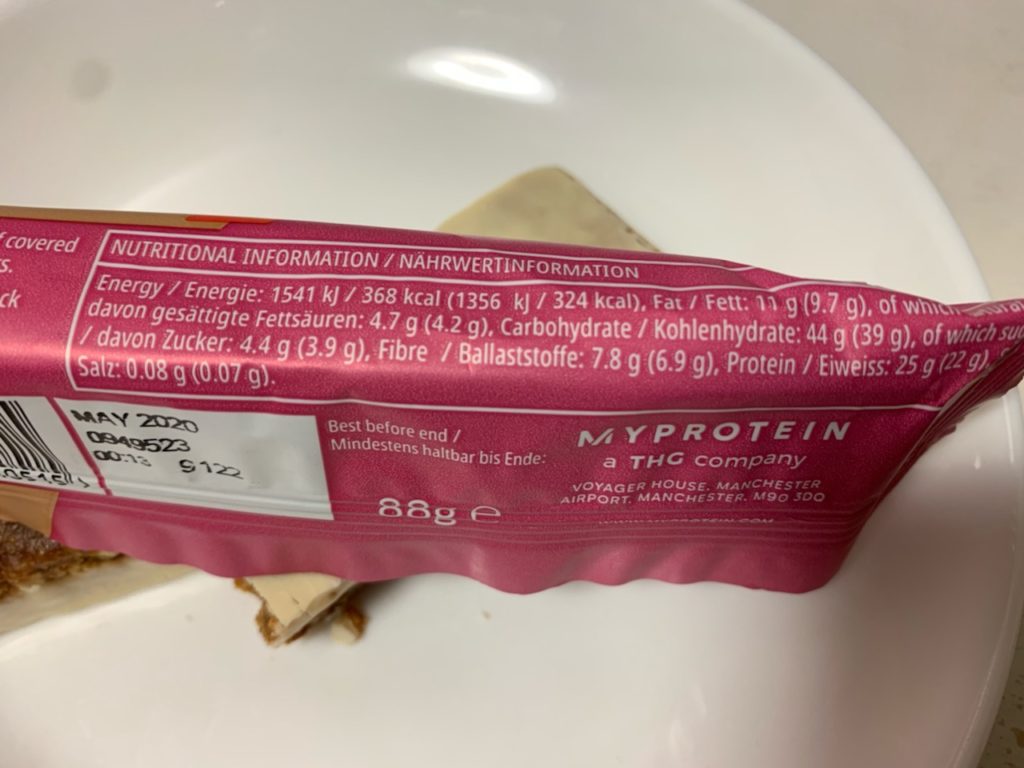 f covered
s.
ck
NUTRITIONAL INFORMATION / NÄHRWERTINFORMATION
Energy / Energie: 1541 kJ / 368 kcal (1356 kJ / 324 kcal), Fat / Fett: 11 g (9.7 g), of which
davon gesättigte Fettsäuren: 4.7 g (4.2 g), Carbohydrate / Kohlenhydrate: 44 g (39 g), of which
/ davon Zucker: 4.4 g (3.9 g), Fibre / Ballaststoffe: 7.8 g (6.9 g), Protein / Eiweiss: 25 g (22 g),
Salz: 0.08 g (0.07 g).
MAY 2020
0949523
00:13 9122
Best before end /
Mindestens haltbar bis Ende:
88g e
MYPROTEIN
a THG company
VOYAGER HOUSE. MANCHESTER
AIRPORT. MANCHESTER. M90 3DQ